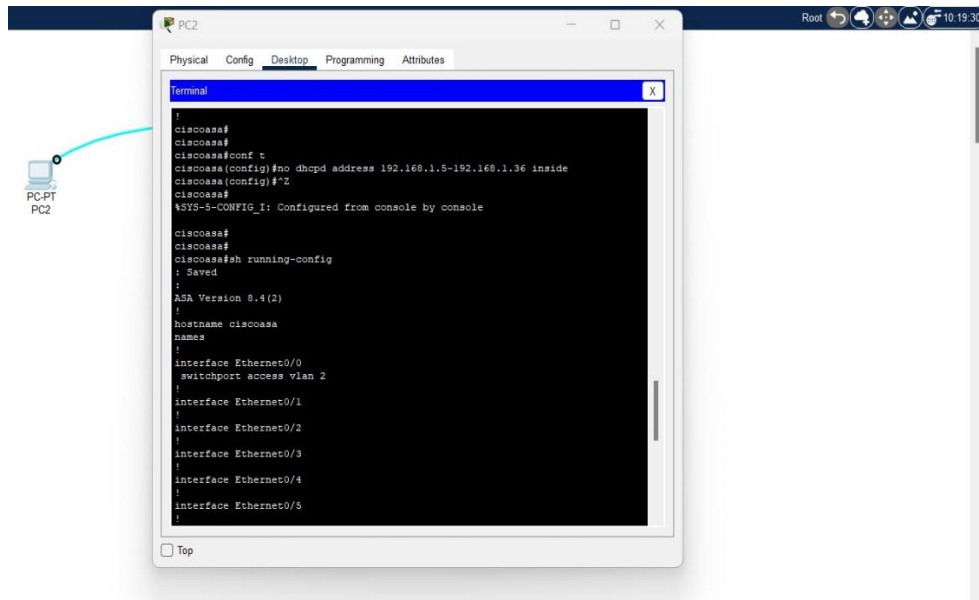 PC2
Root
10:19:30
Physical Config Desktop Programming Attributes
Terminal
X
!
ciscoasa#
ciscoasa#
ciscoasa#conf t
ciscoasa(config)#no dhcpd address 192.168.1.5-192.168.1.36 inside
ciscoasa(config)#^Z
ciscoasa#
%SYS-5-CONFIG_I: Configured from console by console
ciscoasa#
ciscoasa#
ciscoasa#sh running-config
: Saved
:
ASA Version 8.4(2)
!
hostname ciscoasa
names
!
interface Ethernet0/0
switchport access vlan 2
!
interface Ethernet0/1
!
interface Ethernet0/2
!
interface Ethernet0/3
!
interface Ethernet0/4
!
interface Ethernet0/5
!
Top
PC-PT
PC2